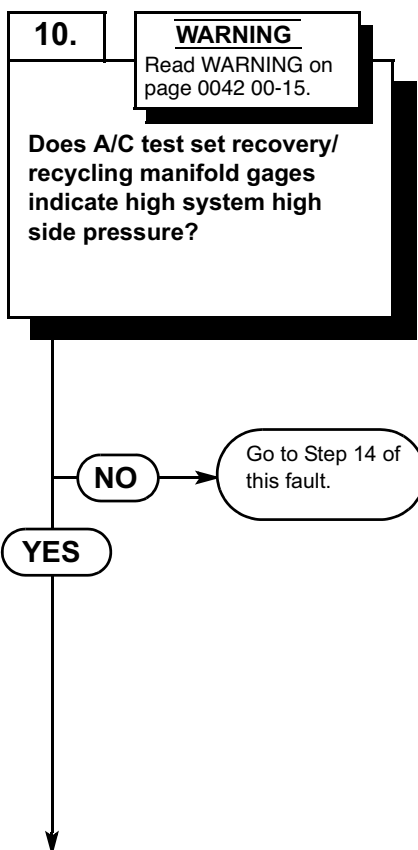 10.
WARNING
Read WARNING on
page 0042 00-15.
Does A/C test set recovery/
recycling manifold gages
indicate high system high
side pressure?
NO
Go to Step 14 of
this fault.
YES